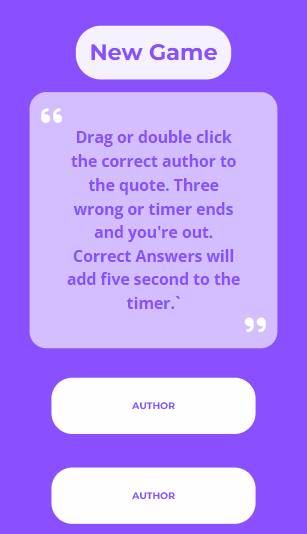 New Game
“
Drag or double click
the correct author to
the quote. Three
wrong or timer ends
and you're out.
Correct Answers will
add five second to the
timer.`
”
AUTHOR
AUTHOR